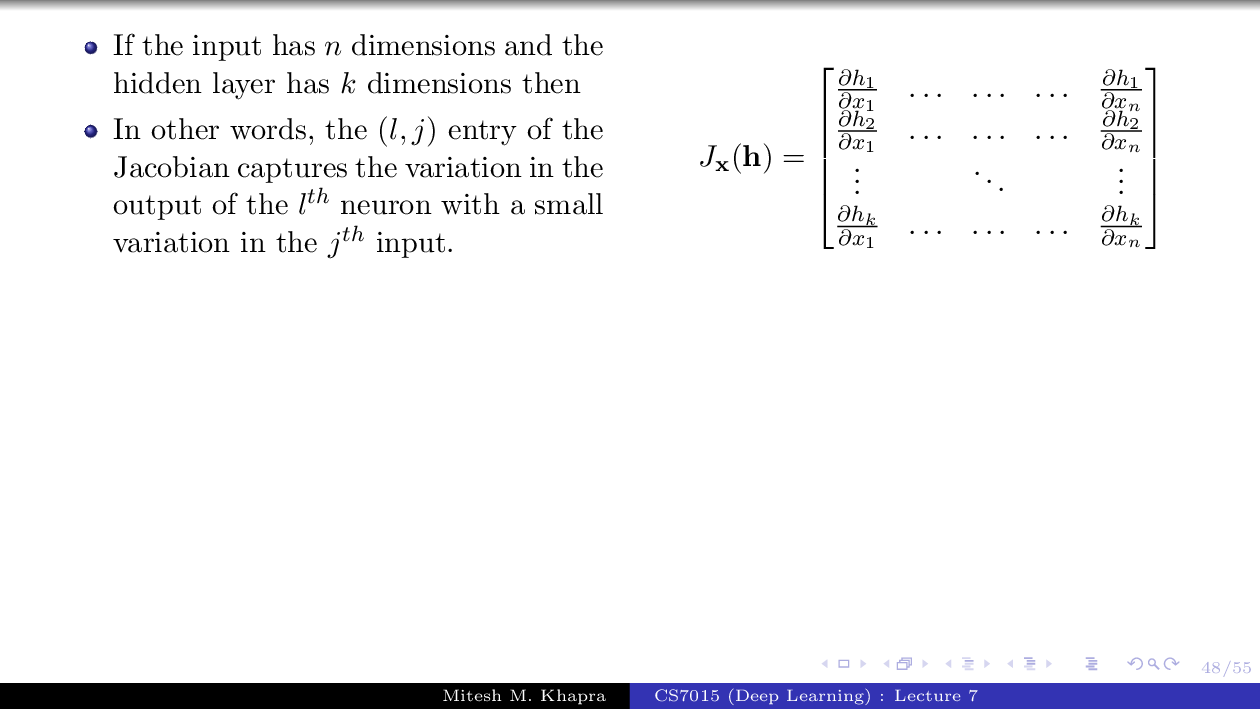 If the input has n dimensions and the
hidden layer has k dimensions then
In other words, the (l, j) entry of the
Jacobian captures the variation in the
output of the l^{th} neuron with a small
variation in the j^{th} input.
J_x(h) = [ ∂h_1/∂x_1 ... ... ... ∂h_1/∂x_n
∂h_2/∂x_1 ... ... ... ∂h_2/∂x_n
⋮ ⋱ ⋮
∂h_k/∂x_1 ... ... ... ∂h_k/∂x_n ]
48/55
Mitesh M. Khapra CS7015 (Deep Learning) : Lecture 7